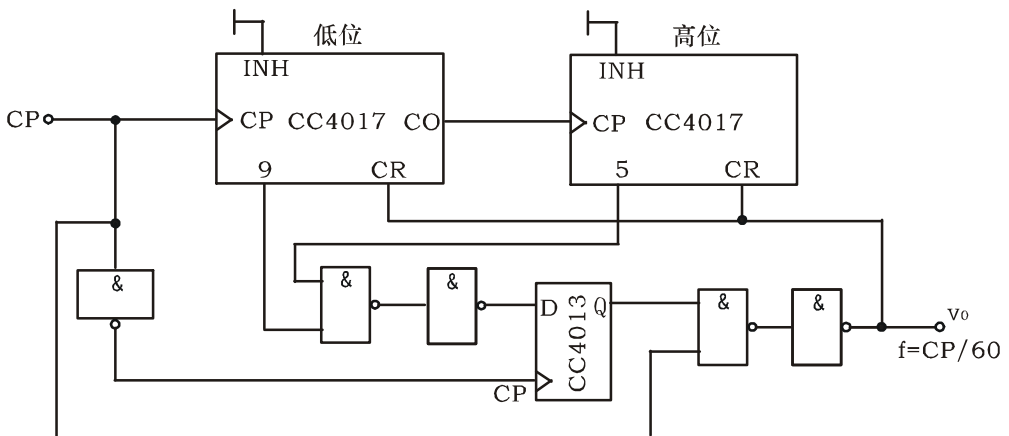 低位
高位
INH
INH
CP
CP CC4017 CO
CP CC4017
9 CR
5 CR
&
&
&
D
CC4013
Q
CP
&
&
v₀
f=CP/60